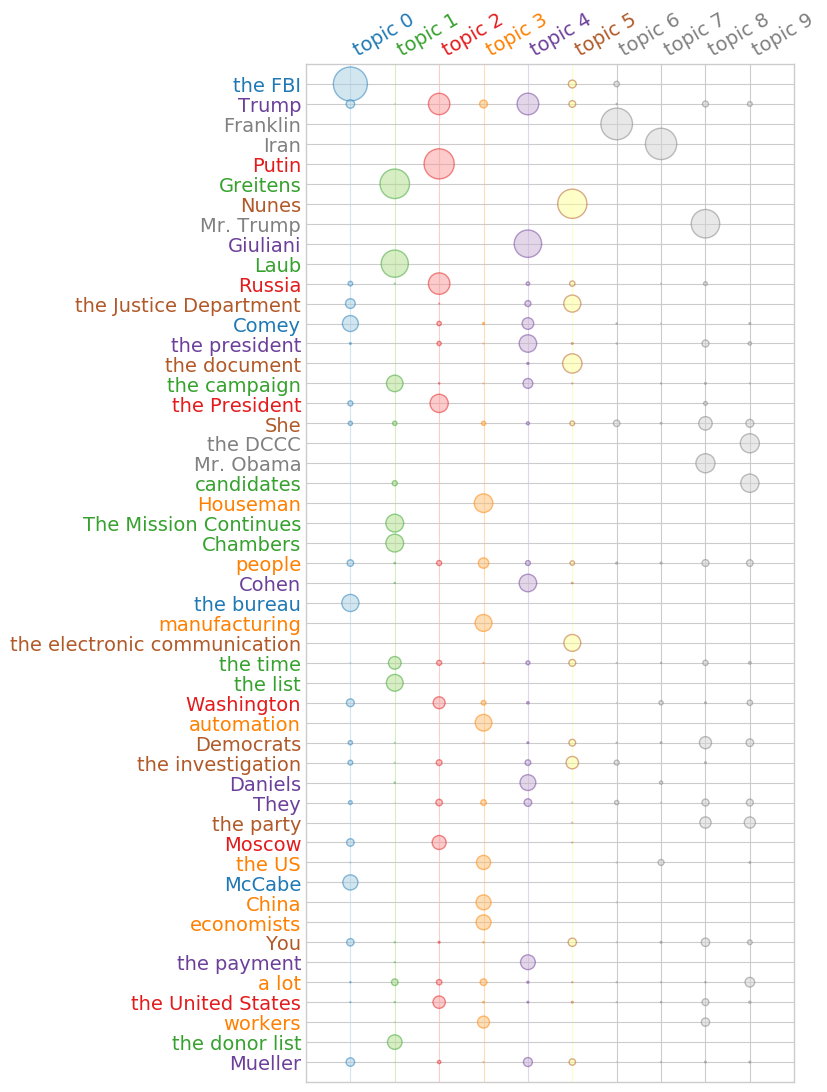 topic 0
topic 1
topic 2
topic 3
topic 4
topic 5
topic 6
topic 7
topic 8
topic 9
the FBI
Trump
Franklin
Iran
Putin
Greitens
Nunes
Mr. Trump
Giuliani
Laub
Russia
the Justice Department
Comey
the president
the document
the campaign
the President
She
the DCCC
Mr. Obama
candidates
Houseman
The Mission Continues
Chambers
people
Cohen
the bureau
manufacturing
the electronic communication
the time
the list
Washington
automation
Democrats
the investigation
Daniels
They
the party
Moscow
the US
McCabe
China
economists
You
the payment
a lot
the United States
workers
the donor list
Mueller